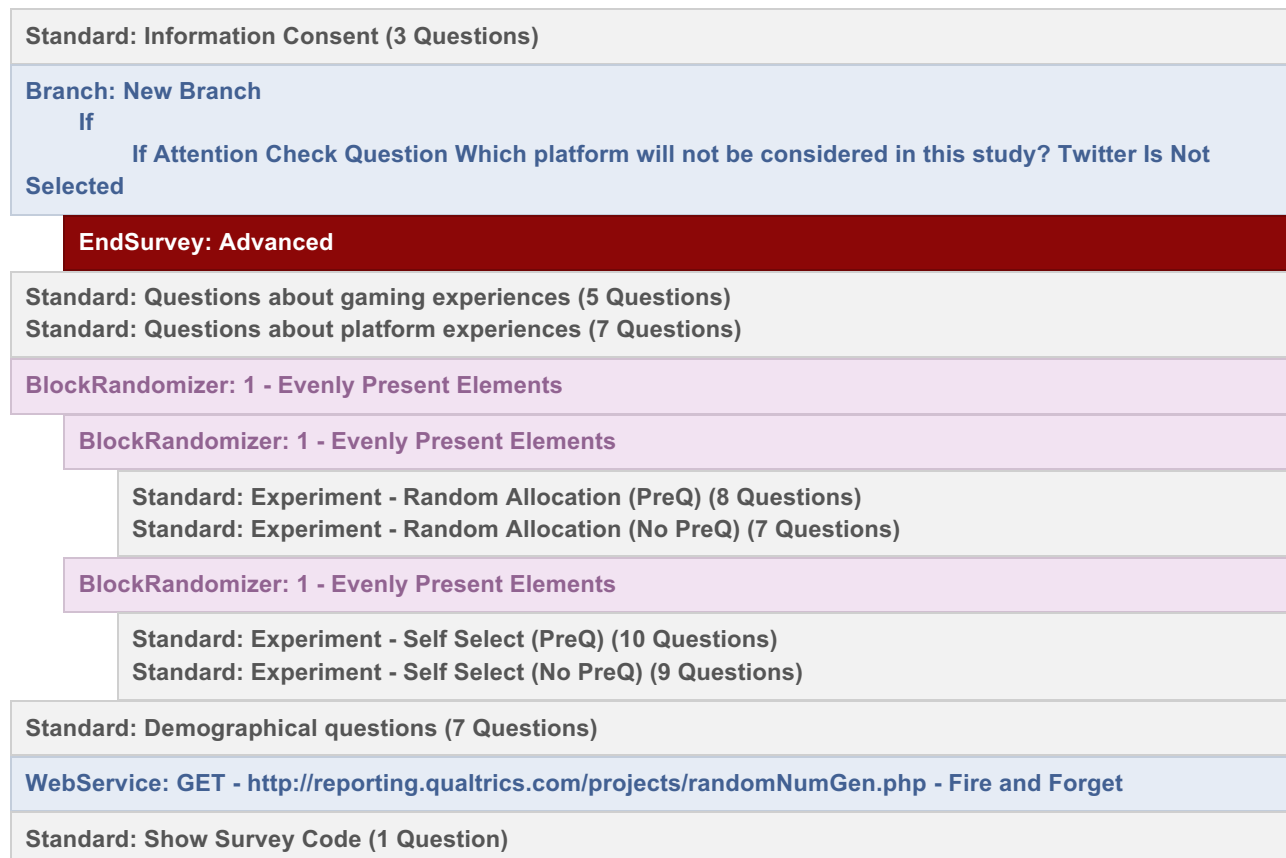 Standard: Information Consent (3 Questions)
Branch: New Branch
If
If Attention Check Question Which platform will not be considered in this study? Twitter Is Not
Selected
EndSurvey: Advanced
Standard: Questions about gaming experiences (5 Questions)
Standard: Questions about platform experiences (7 Questions)
BlockRandomizer: 1 - Evenly Present Elements
BlockRandomizer: 1 - Evenly Present Elements
Standard: Experiment - Random Allocation (PreQ) (8 Questions)
Standard: Experiment - Random Allocation (No PreQ) (7 Questions)
BlockRandomizer: 1 - Evenly Present Elements
Standard: Experiment - Self Select (PreQ) (10 Questions)
Standard: Experiment - Self Select (No PreQ) (9 Questions)
Standard: Demographical questions (7 Questions)
WebService: GET - http://reporting.qualtrics.com/projects/randomNumGen.php - Fire and Forget
Standard: Show Survey Code (1 Question)